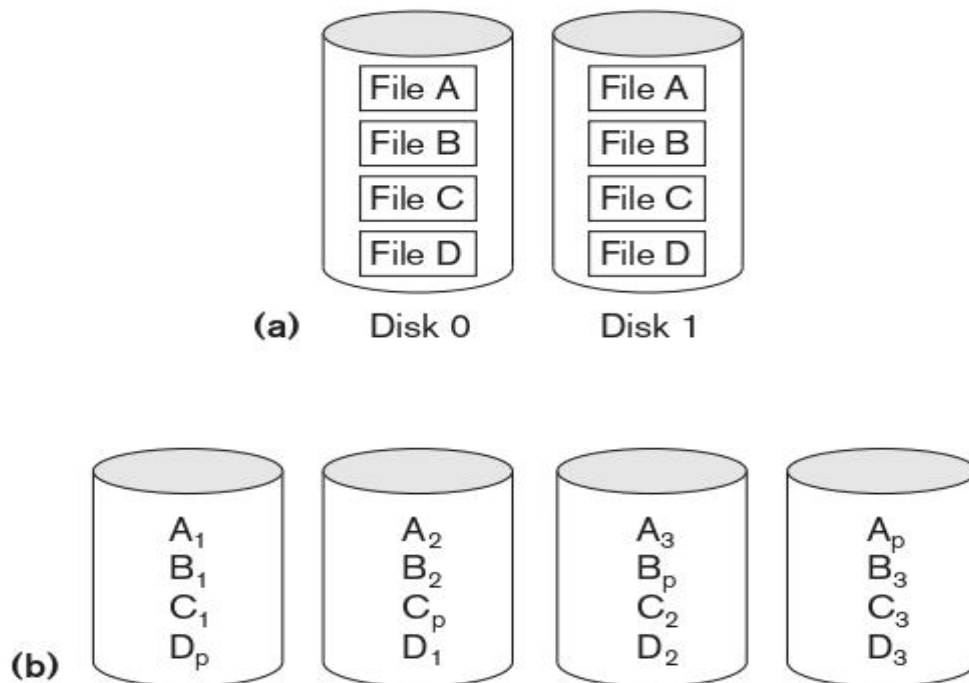 File A File A
File B File B
File C File C
File D File D
(a) Disk 0 Disk 1
A₁ A₂ A₃ Aₚ
B₁ B₂ Bₚ B₃
C₁ Cₚ C₂ C₃
(b) Dₚ D₁ D₂ D₃